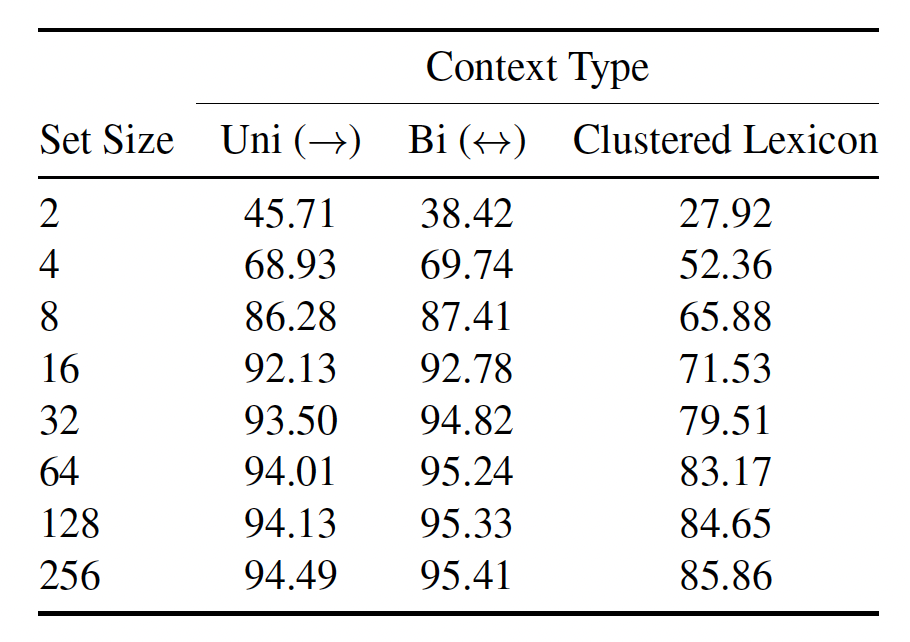 Context Type
Set Size Uni (→) Bi (↔) Clustered Lexicon
2 45.71 38.42 27.92
4 68.93 69.74 52.36
8 86.28 87.41 65.88
16 92.13 92.78 71.53
32 93.50 94.82 79.51
64 94.01 95.24 83.17
128 94.13 95.33 84.65
256 94.49 95.41 85.86